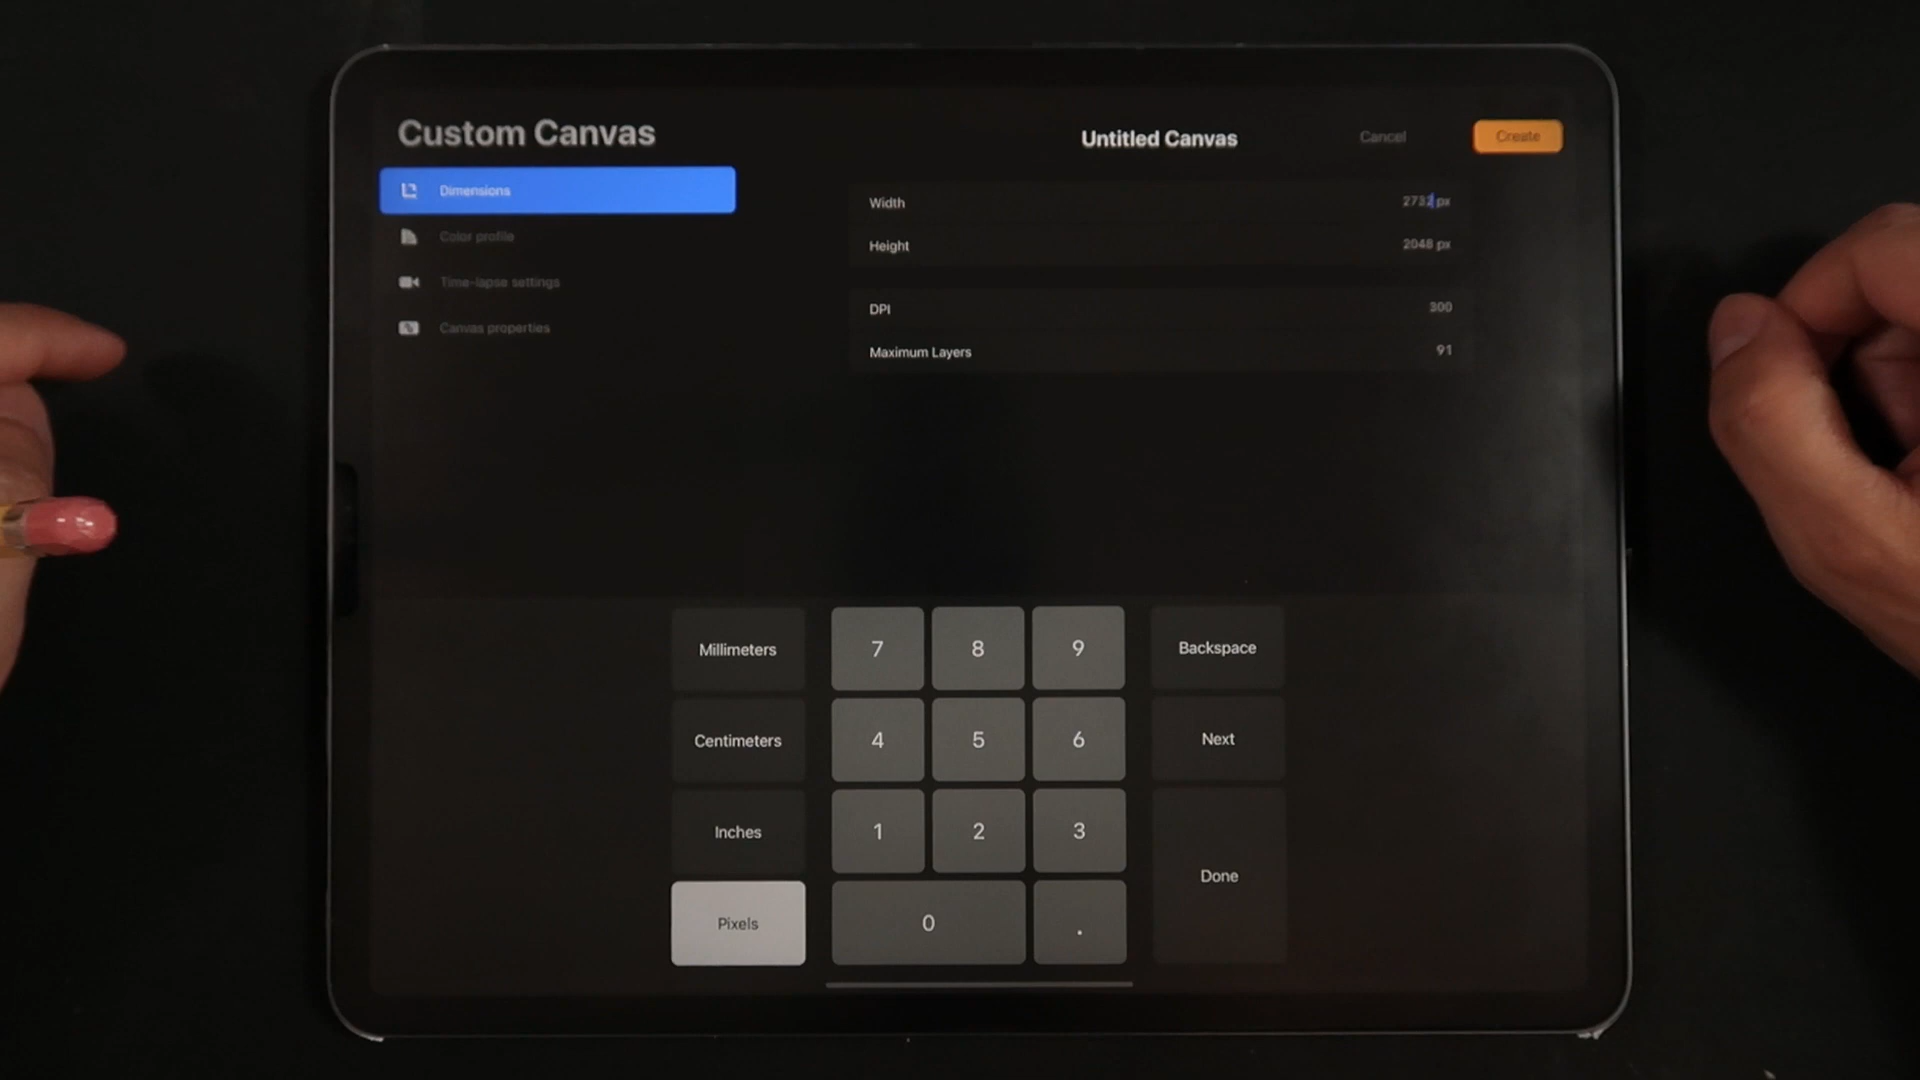 Custom Canvas
Untitled Canvas
Cancel
Create
Dimensions
Color profile
Time-lapse settings
Canvas properties
Width 2732 px
Height 2048 px
DPI 300
Maximum Layers 91
Millimeters 7 8 9 Backspace
Centimeters 4 5 6 Next
Inches 1 2 3
Done
Pixels 0 .